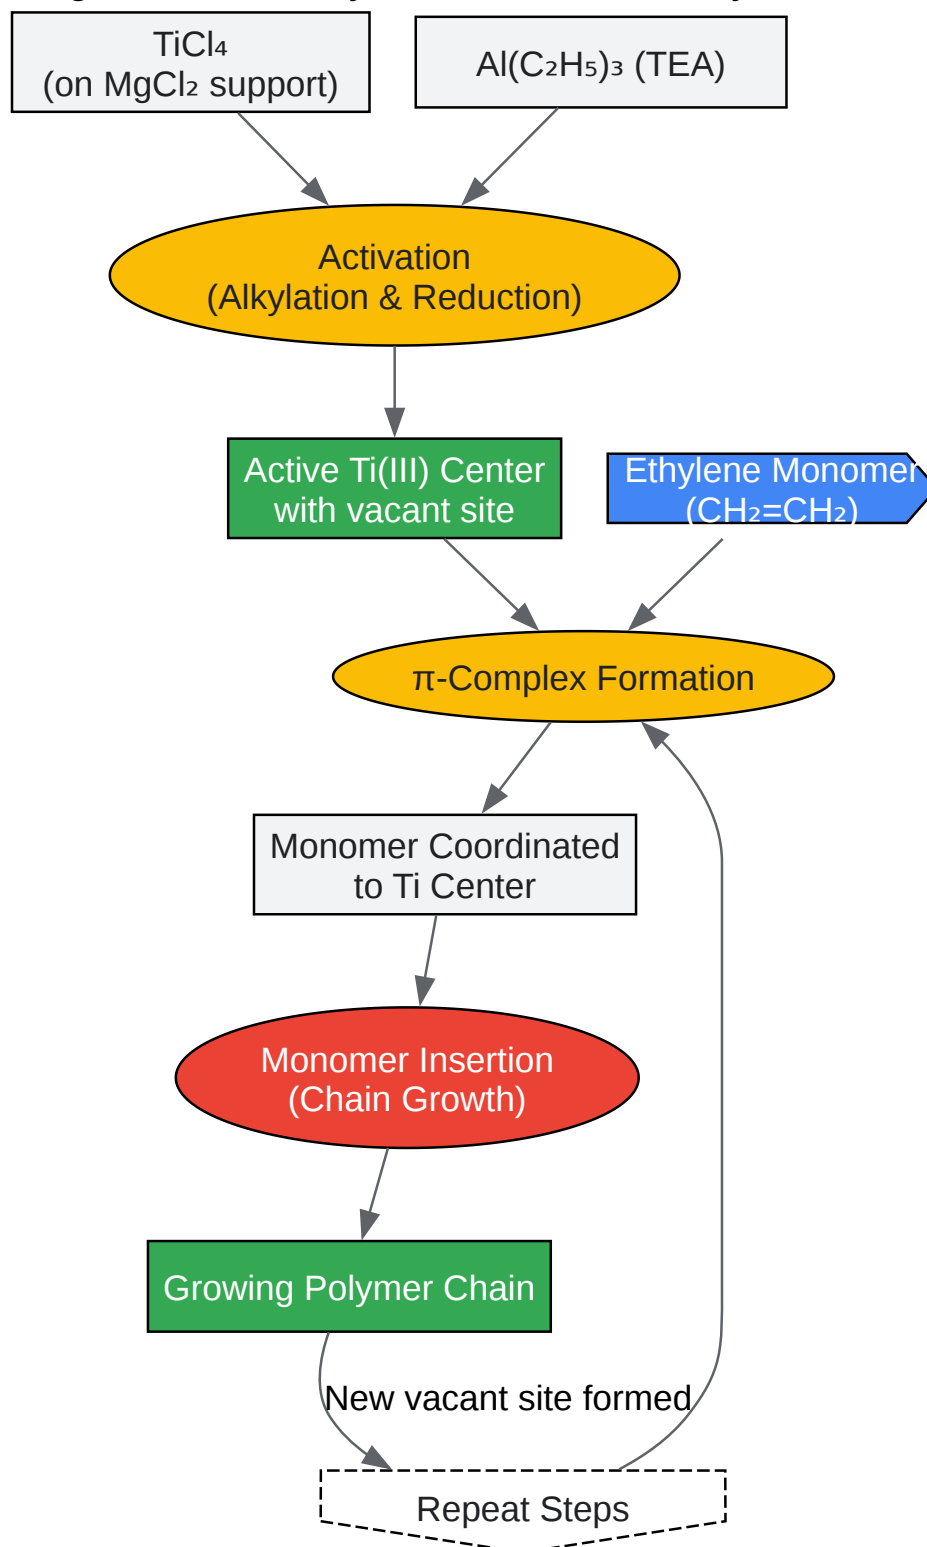 TiCl₄
(on MgCl₂ support)
Al(C₂H₅)₃ (TEA)
Activation
(Alkylation & Reduction)
Active Ti(III) Center
with vacant site
Ethylene Monomer
(CH₂=CH₂)
π-Complex Formation
Monomer Coordinated
to Ti Center
Monomer Insertion
(Chain Growth)
Growing Polymer Chain
New vacant site formed
Repeat Steps